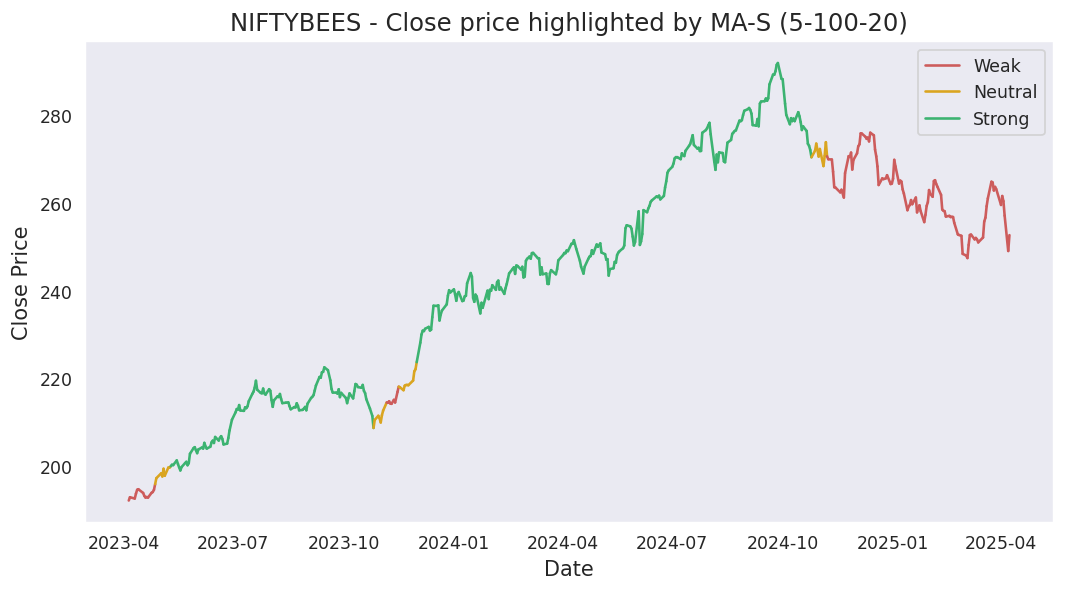 NIFTYBEES - Close price highlighted by MA-S (5-100-20)
Weak
Neutral
Strong
Close Price
280
260
240
220
200
2023-04 2023-07 2023-10 2024-01 2024-04 2024-07 2024-10 2025-01 2025-04
Date